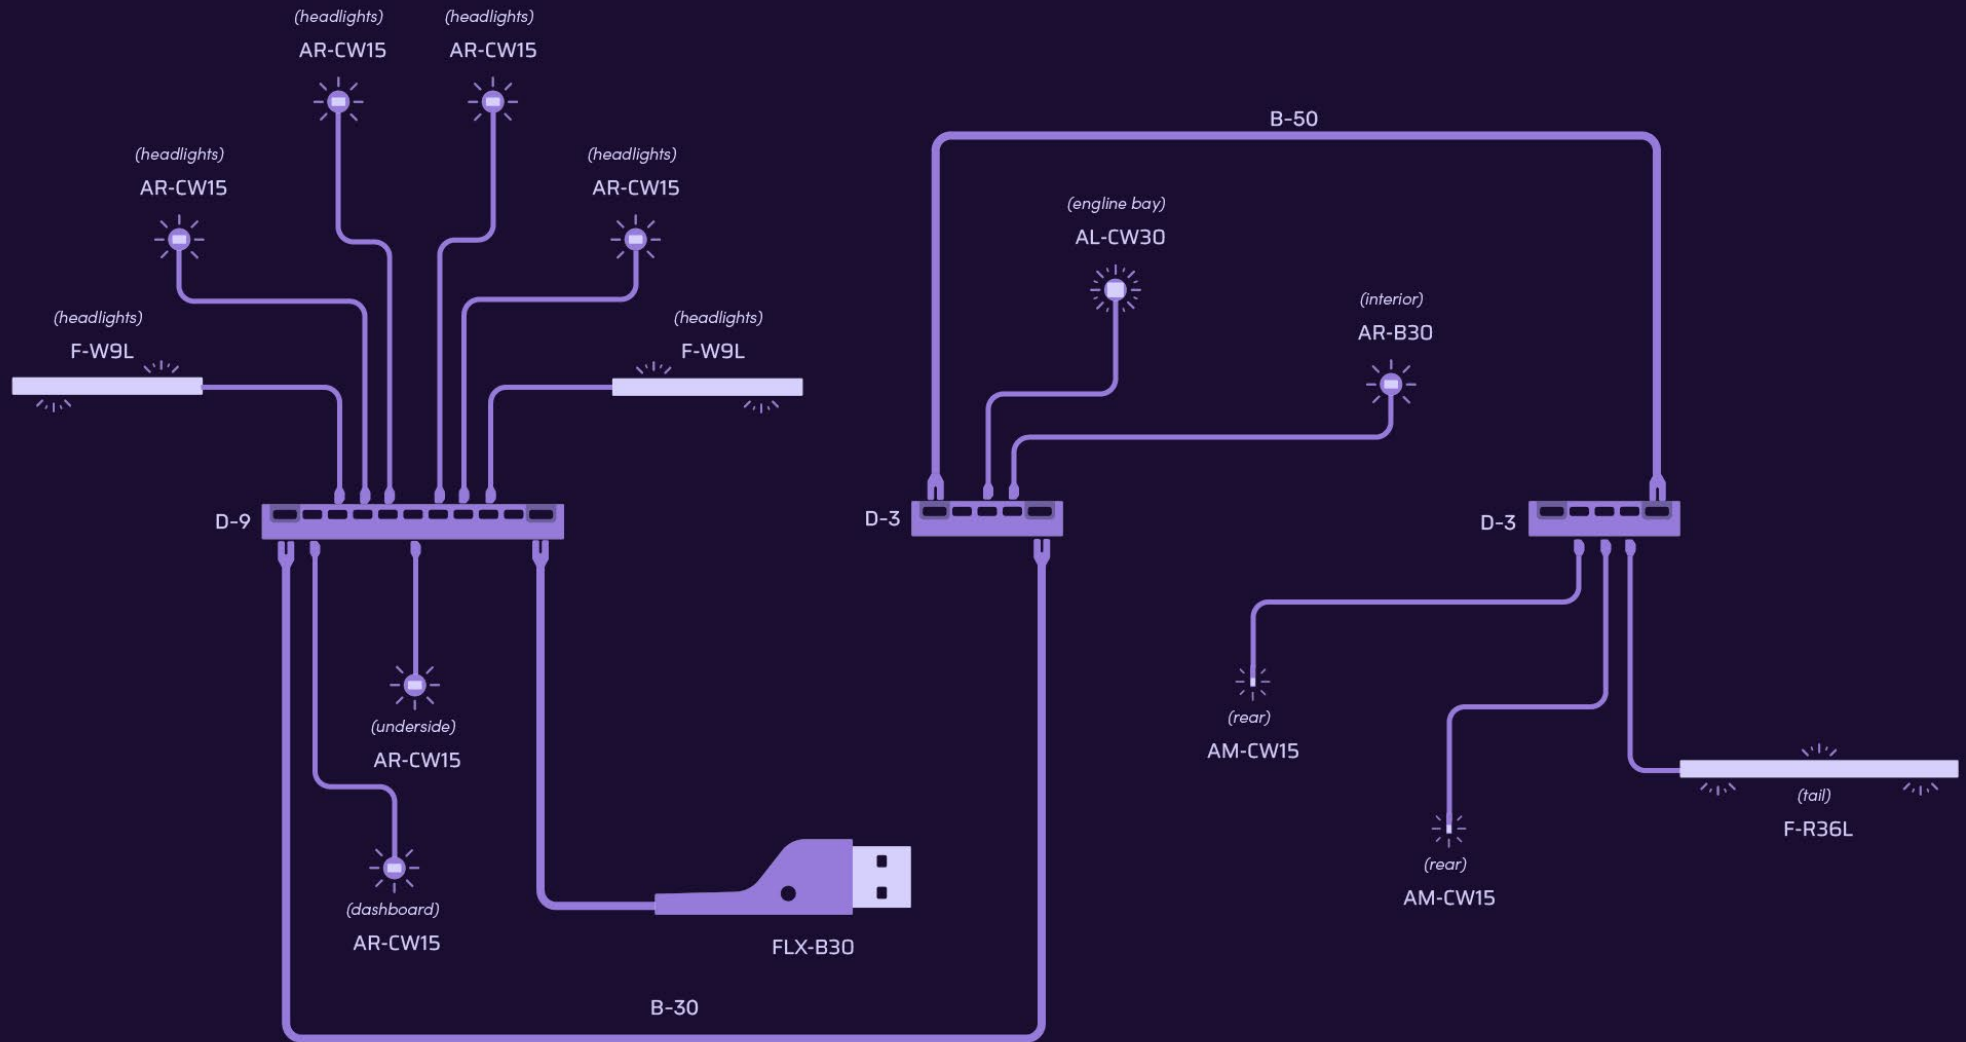 (headlights)
AR-CW15
(headlights)
AR-CW15
(headlights)
AR-CW15
(headlights)
AR-CW15
(headlights)
F-W9L
(headlights)
F-W9L
D-9
(underside)
AR-CW15
(dashboard)
AR-CW15
FLX-B30
B-30
B-50
(engline bay)
AL-CW30
(interior)
AR-B30
D-3
D-3
(rear)
AM-CW15
(rear)
AM-CW15
(tail)
F-R36L